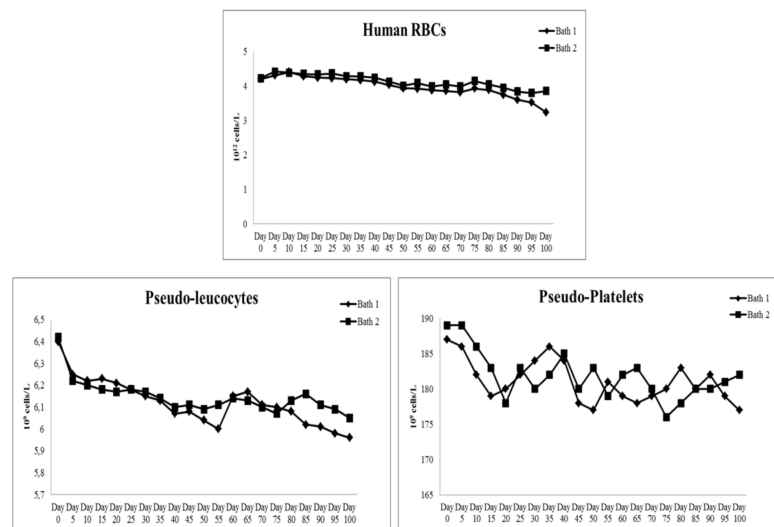 Human RBCs
Bath 1
Bath 2
10¹² cells/L
5
4
3
2
1
0
Day Day Day Day Day Day Day Day Day Day Day Day Day Day Day Day Day Day Day Day Day
0 5 10 15 20 25 30 35 40 45 50 55 60 65 70 75 80 85 90 95 100
Pseudo-leucocytes
Bath 1
Bath 2
10⁹ cells/L
6,5
6,4
6,3
6,2
6,1
6
5,9
5,8
5,7
Day Day Day Day Day Day Day Day Day Day Day Day Day Day Day Day Day Day Day Day Day
0 5 10 15 20 25 30 35 40 45 50 55 60 65 70 75 80 85 90 95 100
Pseudo-Platelets
Bath 1
Bath 2
10⁹ cells/L
190
185
180
175
170
165
Day Day Day Day Day Day Day Day Day Day Day Day Day Day Day Day Day Day Day Day Day
0 5 10 15 20 25 30 35 40 45 50 55 60 65 70 75 80 85 90 95 100